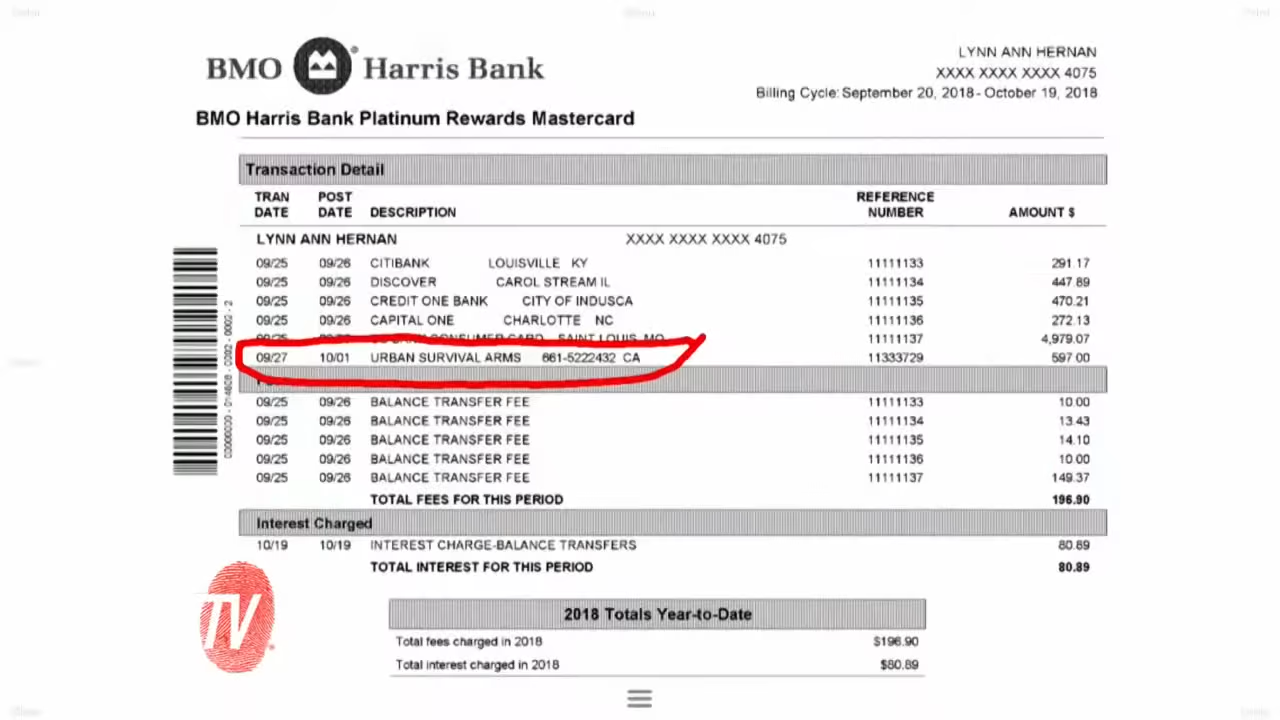 BMO Harris Bank
LYNN ANN HERNAN
XXXX XXXX XXXX 4075
Billing Cycle: September 20, 2018 - October 19, 2018
BMO Harris Bank Platinum Rewards Mastercard
Transaction Detail
TRAN DATE POST DATE DESCRIPTION REFERENCE NUMBER AMOUNT $
LYNN ANN HERNAN XXXX XXXX XXXX 4075
09/25 09/26 CITIBANK LOUISVILLE KY 11111133 291.17
09/25 09/26 DISCOVER CAROL STREAM IL 11111134 447.89
09/25 09/26 CREDIT ONE BANK CITY OF INDUSCA 11111135 470.21
09/25 09/26 CAPITAL ONE CHARLOTTE NC 11111136 272.13
CONSUMER CARD SAINT LOUIS MO 4,979.07
09/27 10/01 URBAN SURVIVAL ARMS 661-5222432 CA 11333729 597.00
09/25 09/26 BALANCE TRANSFER FEE 11111133 10.00
09/25 09/26 BALANCE TRANSFER FEE 11111134 13.43
09/25 09/26 BALANCE TRANSFER FEE 11111135 14.10
09/25 09/26 BALANCE TRANSFER FEE 11111136 10.00
09/25 09/26 BALANCE TRANSFER FEE 11111137 149.37
TOTAL FEES FOR THIS PERIOD 196.90
Interest Charged
10/19 10/19 INTEREST CHARGE-BALANCE TRANSFERS 80.89
TOTAL INTEREST FOR THIS PERIOD 80.89
2018 Totals Year-to-Date
Total fees charged in 2018 $196.90
Total interest charged in 2018 $80.89
TV